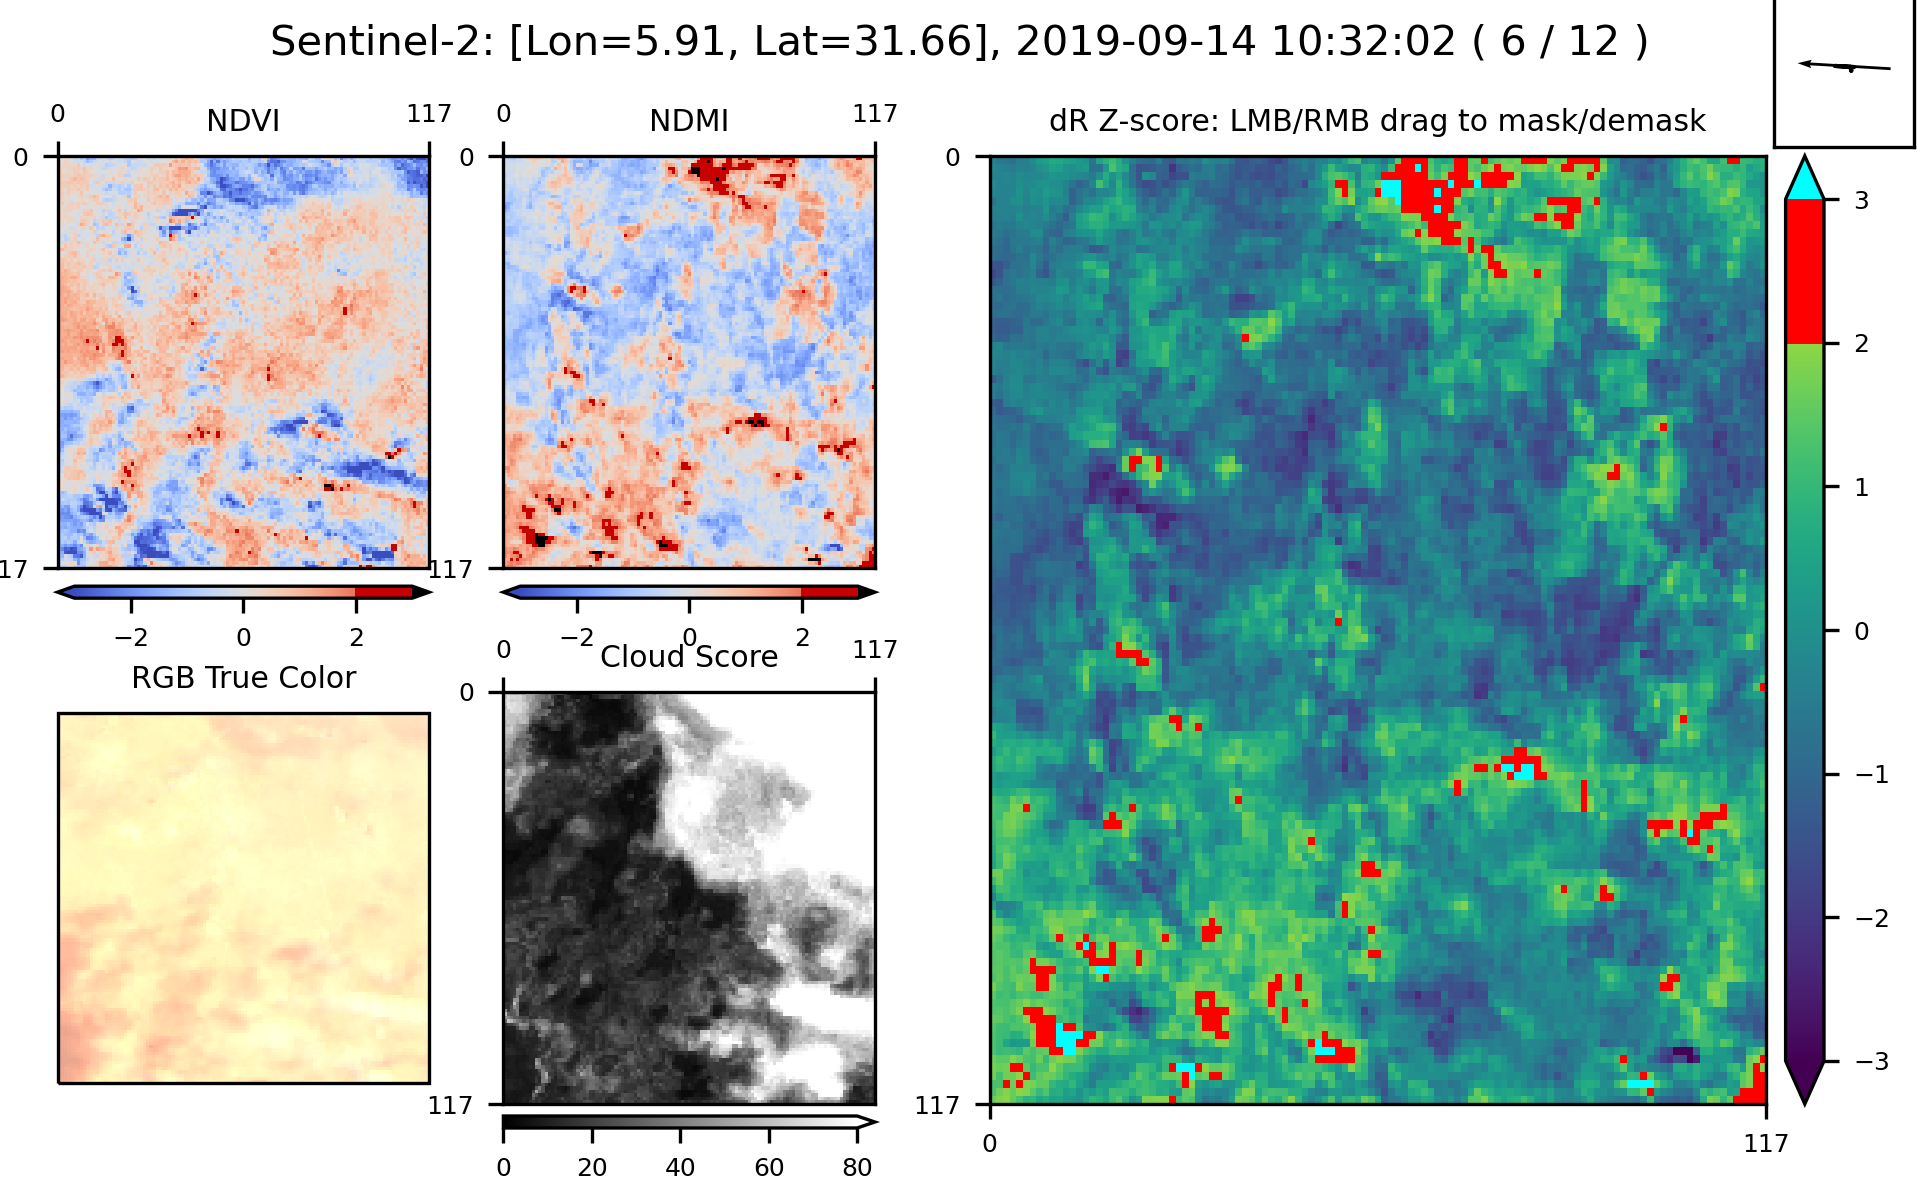 Sentinel-2: [Lon=5.91, Lat=31.66], 2019-09-14 10:32:02 ( 6 / 12 )
0 117
NDVI
0
17
−2 0 2
0 117
NDMI
0
117
−2 0 2
dR Z-score: LMB/RMB drag to mask/demask
0
117
0 117
3
2
1
0
−1
−2
−3
RGB True Color
0 117
Cloud Score
0
117
0 20 40 60 80